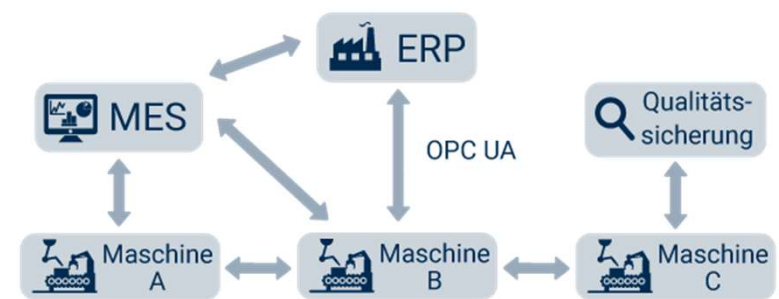 ERP
MES
Qualitäts-
sicherung
OPC UA
Maschine
A
Maschine
B
Maschine
C